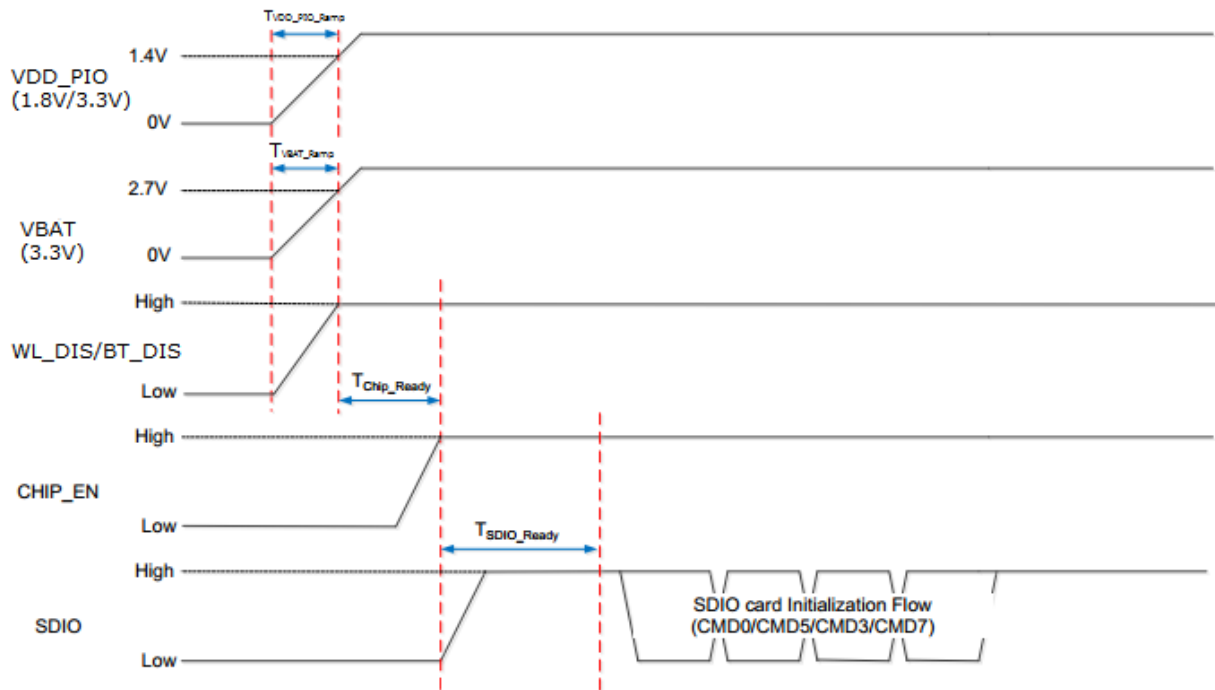 TVDD_PIO_Ramp
1.4V
VDD_PIO
(1.8V/3.3V)
0V
TVBAT_Ramp
2.7V
VBAT
(3.3V)
0V
High
WL_DIS/BT_DIS
Low
TChip_Ready
High
CHIP_EN
Low
TSDIO_Ready
High
SDIO card Initialization Flow
(CMD0/CMD5/CMD3/CMD7)
SDIO
Low